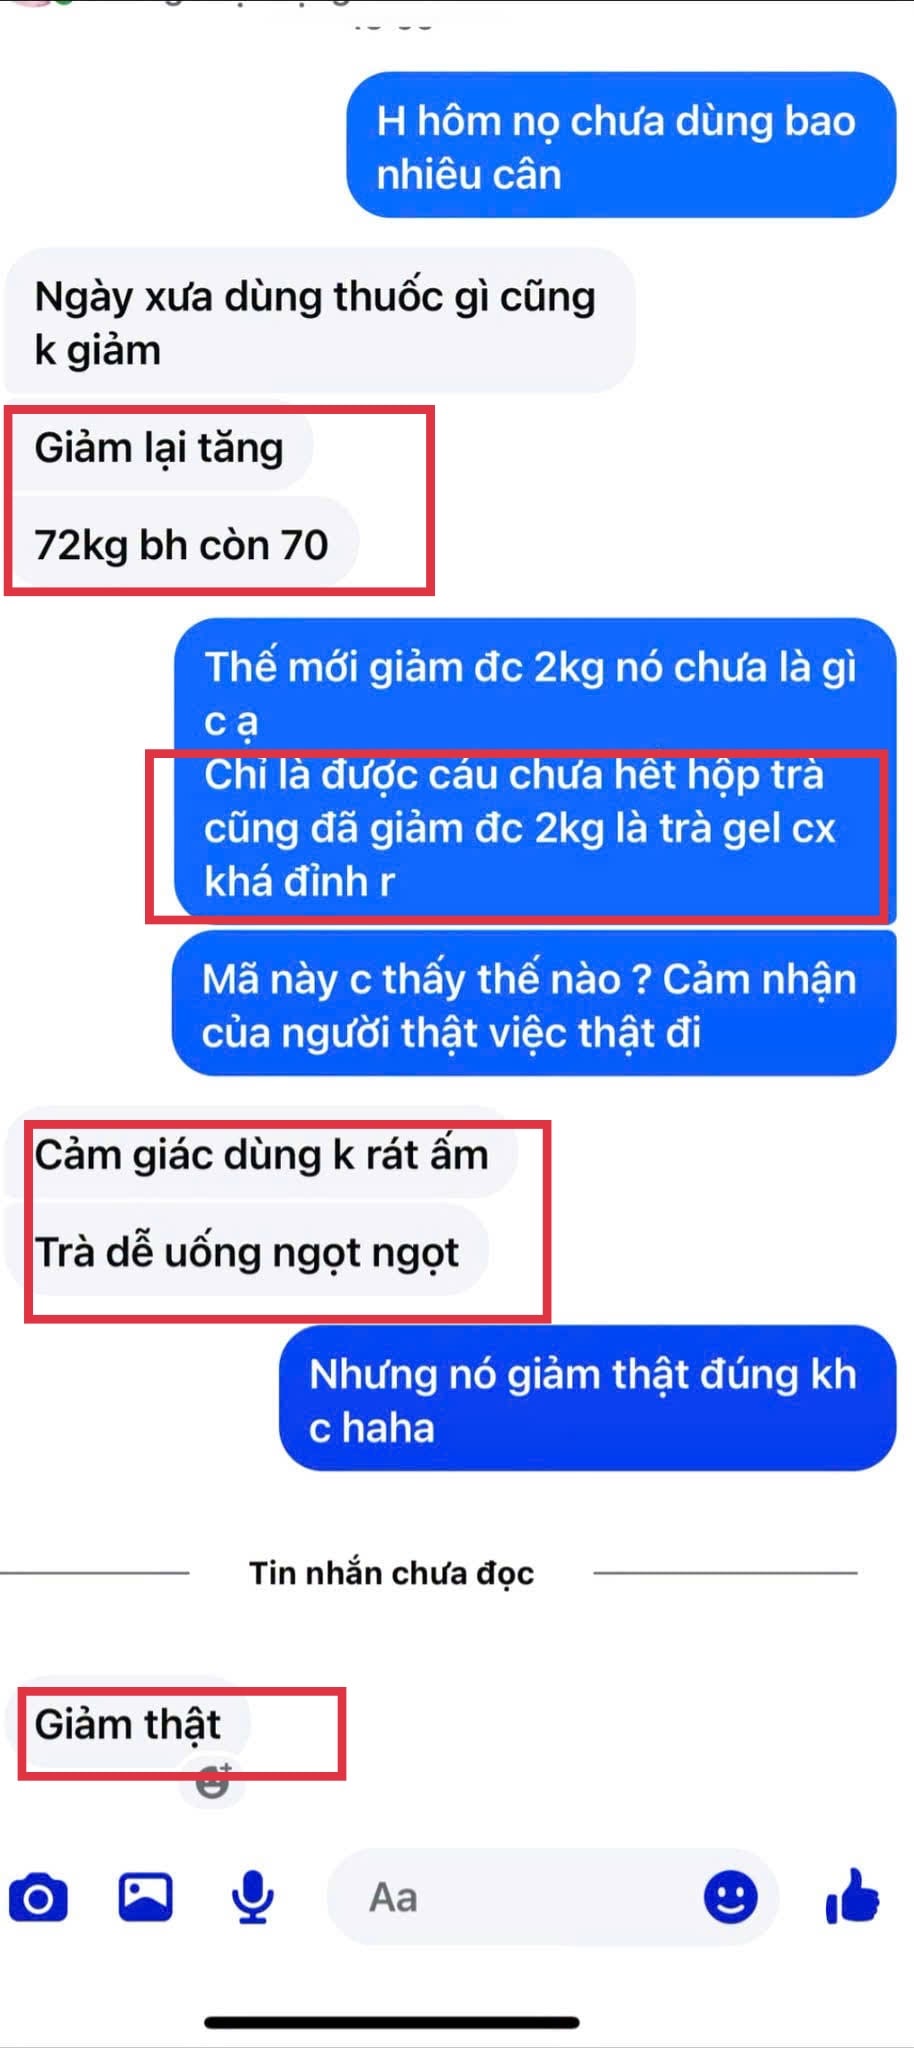 H hôm nọ chưa dùng bao
nhiêu cân
Ngày xưa dùng thuốc gì cũng
k giảm
Giảm lại tăng
72kg bh còn 70
Thế mới giảm đc 2kg nó chưa là gì
c ạ
Chỉ là được cáu chưa hết hộp trà
cũng đã giảm đc 2kg là trà gel cx
khá đỉnh r
Mã này c thấy thế nào ? Cảm nhận
của người thật việc thật đi
Cảm giác dùng k rát ấm
Trà dễ uống ngọt ngọt
Nhưng nó giảm thật đúng kh
c haha
Tin nhắn chưa đọc
Giảm thật
Aa